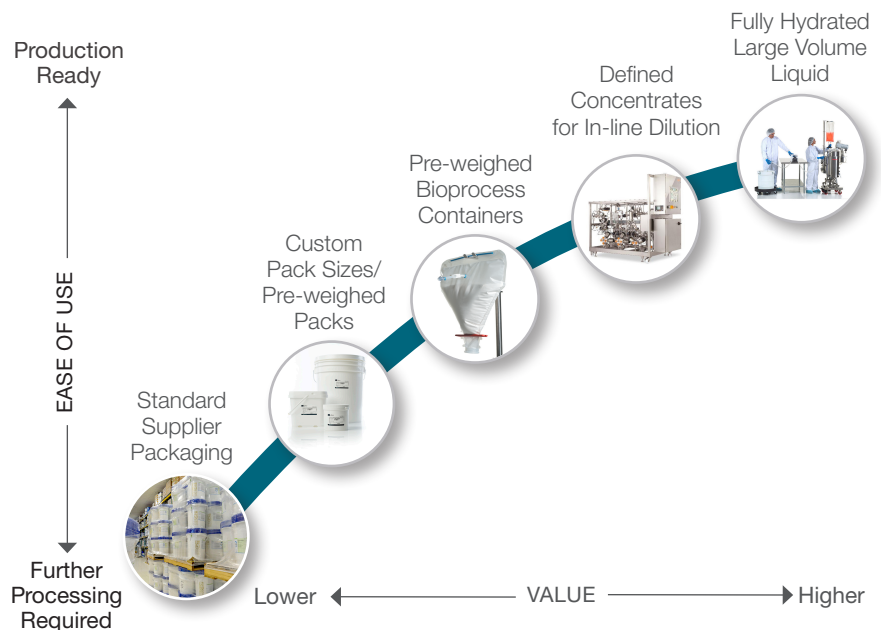 Fully Hydrated
Large Volume
Liquid
Production
Ready
Defined
Concentrates
for In-line Dilution
Pre-weighed
Bioprocess
Containers
Custom
Pack Sizes/
Pre-weighed
Packs
EASE OF USE
Standard
Supplier
Packaging
Further
Processing
Required
Lower
VALUE
Higher